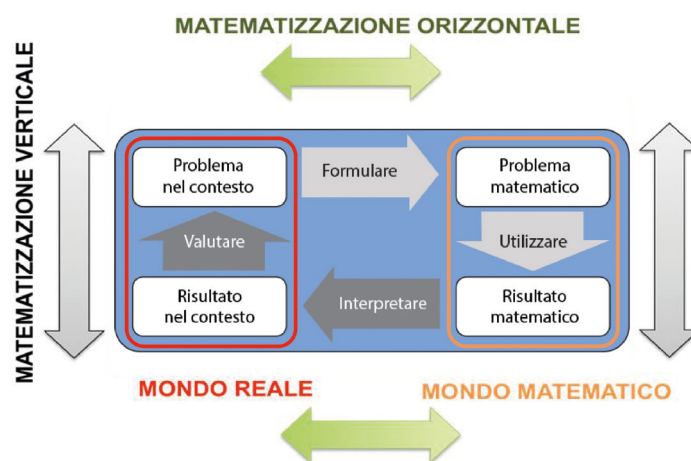 MATEMATIZZAZIONE ORIZZONTALE
MATEMATIZZAZIONE VERTICALE
Problema
nel contesto
Formulare
Problema
matematico
Valutare
Utilizzare
Risultato
nel contesto
Interpretare
Risultato
matematico
MONDO REALE
MONDO MATEMATICO